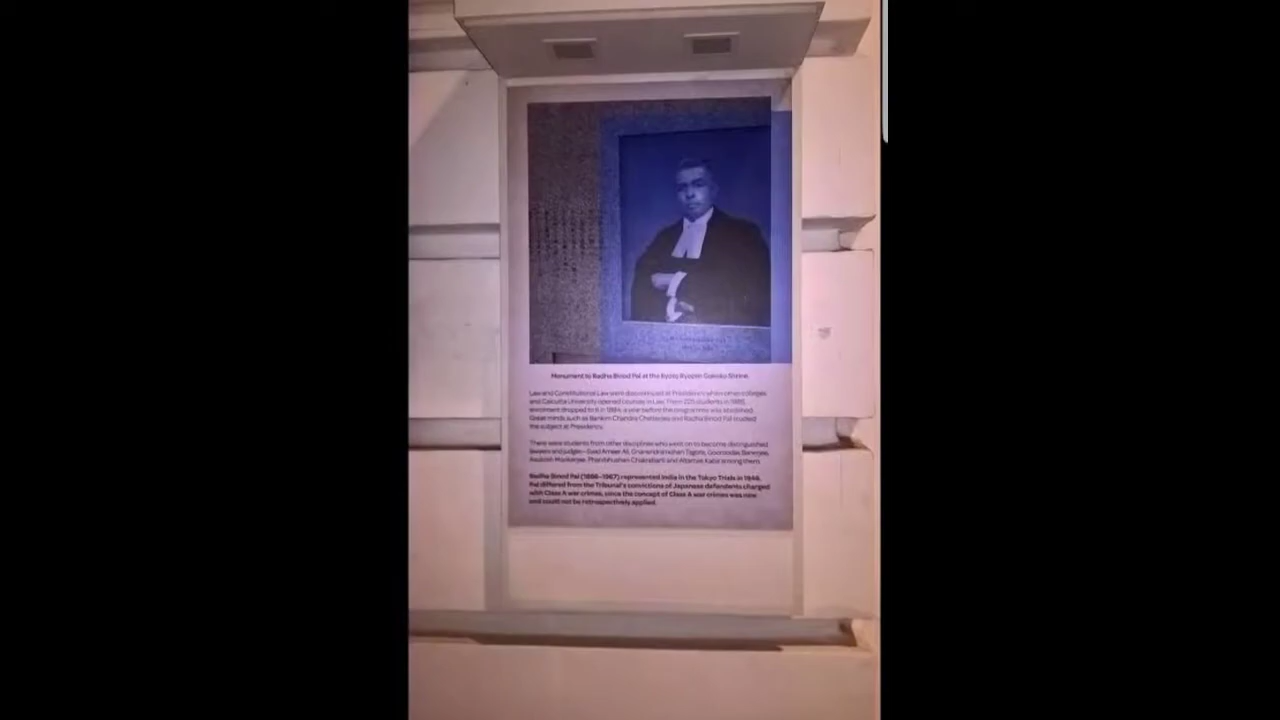 Monument to Radha Binod Pal at the Kyoto Ryozen Gokoku Shrine.
Law and Constitutional Law were discontinued at Presidency when other colleges
and Calcutta University opened courses in Law. From 205 students in 1885,
enrolment dropped to 6 in 1884, a year before the programme was abolished.
Great minds such as Bankim Chandra Chatterjee and Radha Binod Pal studied
the subject at Presidency.
There were students from other disciplines who went on to become distinguished
lawyers and judges—Syed Ameer Ali, Gnanendramohan Tagore, Gooroodas Banerjee,
Asutosh Mookerjee, Phanibhushan Chakrabarti and Altamas Kabir among them.
Radha Binod Pal (1886–1967) represented India in the Tokyo Trials in 1946.
Pal differed from the Tribunal's convictions of Japanese defendants charged
with Class A war crimes, since the concept of Class A war crimes was new
and could not be retrospectively applied.